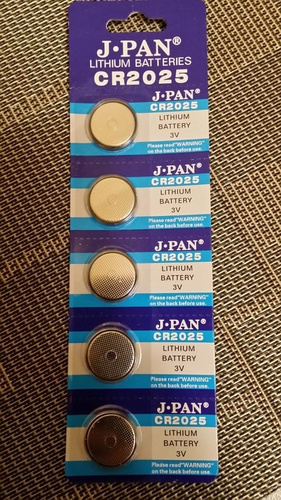 J·PAN®
LITHIUM BATTERIES
CR2025
J·PAN®
CR2025
LITHIUM
BATTERY
3V
Please read"WARNING"
on the back before use.
J·PAN®
CR2025
LITHIUM
BATTERY
3V
Please read"WARNING"
on the back before use.
J·PAN®
CR2025
LITHIUM
BATTERY
3V
Please read"WARNING"
on the back before use.
J·PAN®
CR2025
LITHIUM
BATTERY
3V
Please read"WARNING"
on the back before use.
J·PAN®
CR2025
LITHIUM
BATTERY
3V
Please read"WARNING"
on the back before use.